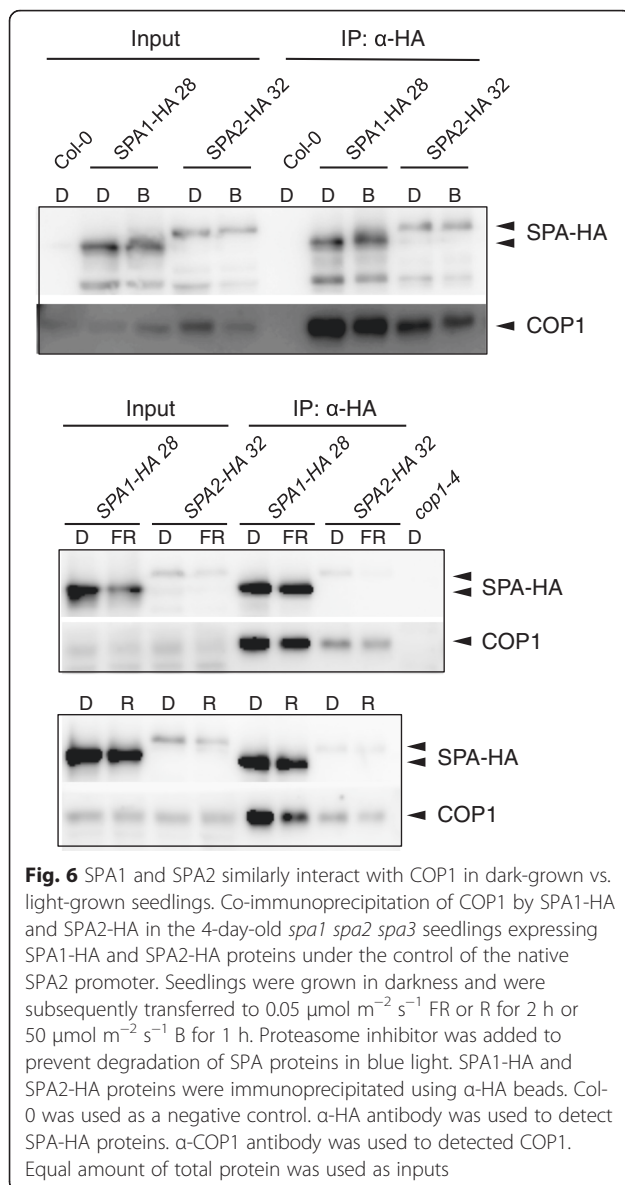 Input IP: α-HA
Col-0 SPA1-HA 28 SPA2-HA 32 Col-0 SPA1-HA 28 SPA2-HA 32
D D B D B D D B D B
SPA-HA
COP1
Input IP: α-HA
SPA1-HA 28 SPA2-HA 32 SPA1-HA 28 SPA2-HA 32 cop1-4
D FR D FR D FR D FR D
SPA-HA
COP1
D R D R D R D R
SPA-HA
COP1
Fig. 6 SPA1 and SPA2 similarly interact with COP1 in dark-grown vs.
light-grown seedlings. Co-immunoprecipitation of COP1 by SPA1-HA
and SPA2-HA in the 4-day-old spa1 spa2 spa3 seedlings expressing
SPA1-HA and SPA2-HA proteins under the control of the native
SPA2 promoter. Seedlings were grown in darkness and were
subsequently transferred to 0.05 μmol m−2 s−1 FR or R for 2 h or
50 μmol m−2 s−1 B for 1 h. Proteasome inhibitor was added to
prevent degradation of SPA proteins in blue light. SPA1-HA and
SPA2-HA proteins were immunoprecipitated using α-HA beads. Col-
0 was used as a negative control. α-HA antibody was used to detect
SPA-HA proteins. α-COP1 antibody was used to detected COP1.
Equal amount of total protein was used as inputs